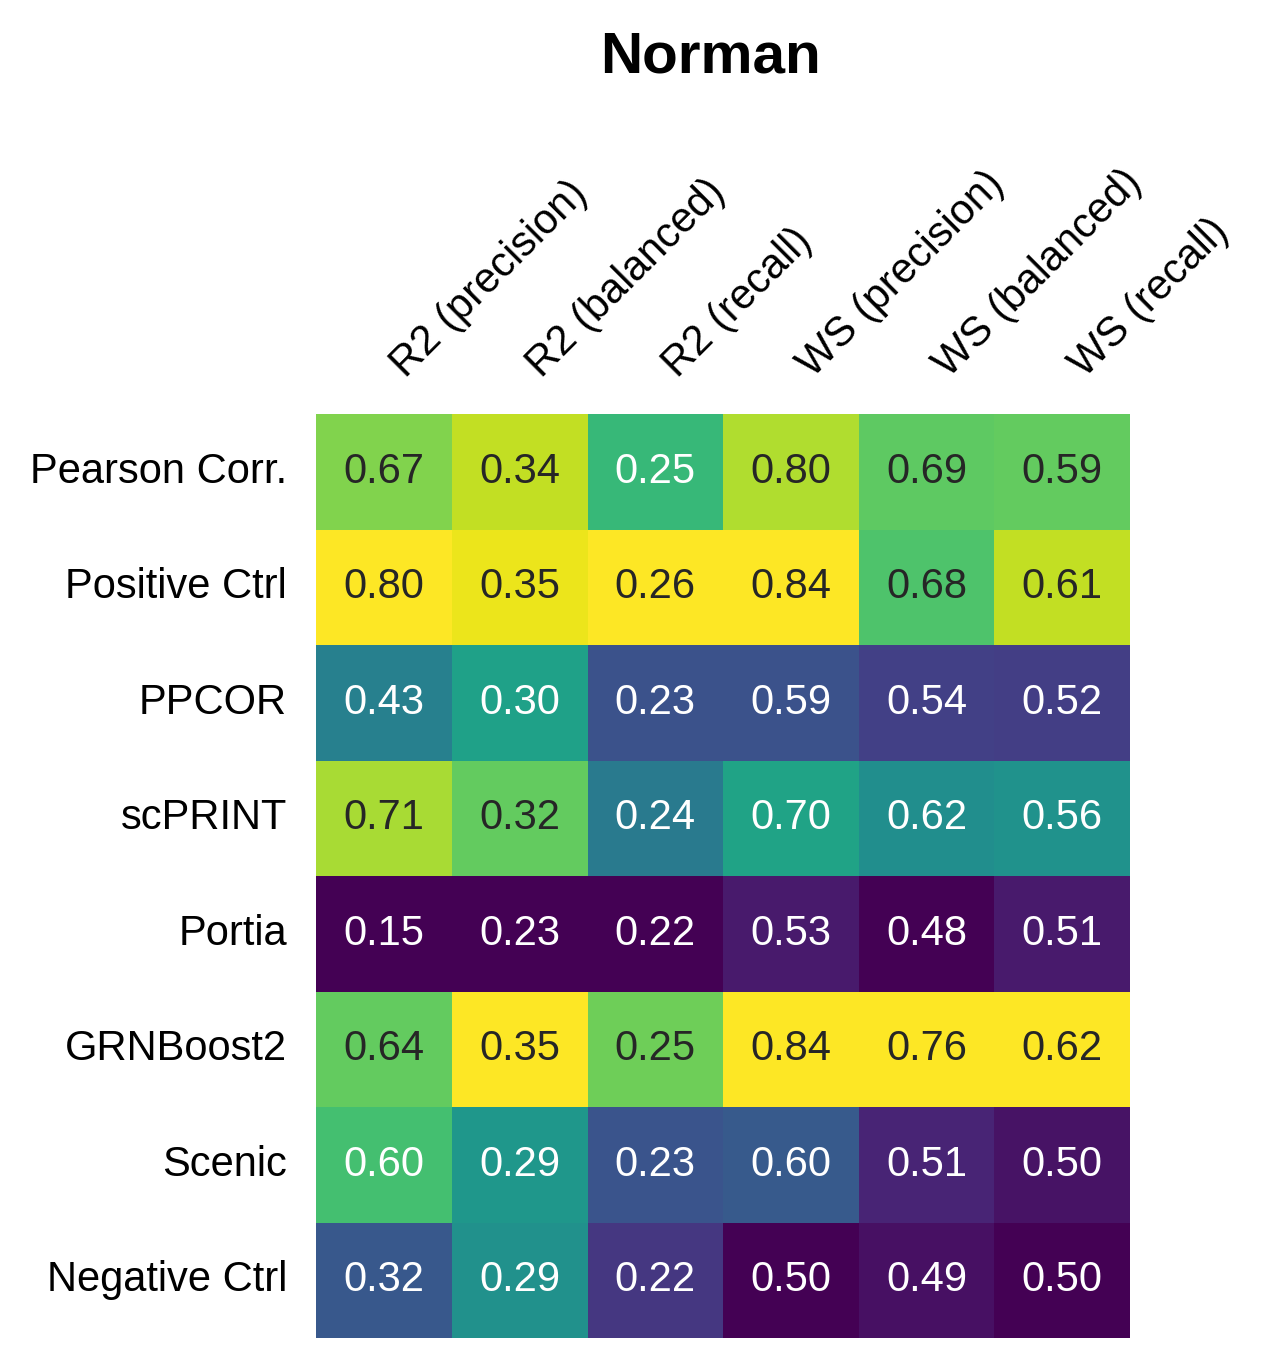 Norman
R2 (precision)
R2 (balanced)
R2 (recall)
WS (precision)
WS (balanced)
WS (recall)
Pearson Corr. 0.67 0.34 0.25 0.80 0.69 0.59
Positive Ctrl 0.80 0.35 0.26 0.84 0.68 0.61
PPCOR 0.43 0.30 0.23 0.59 0.54 0.52
scPRINT 0.71 0.32 0.24 0.70 0.62 0.56
Portia 0.15 0.23 0.22 0.53 0.48 0.51
GRNBoost2 0.64 0.35 0.25 0.84 0.76 0.62
Scenic 0.60 0.29 0.23 0.60 0.51 0.50
Negative Ctrl 0.32 0.29 0.22 0.50 0.49 0.50